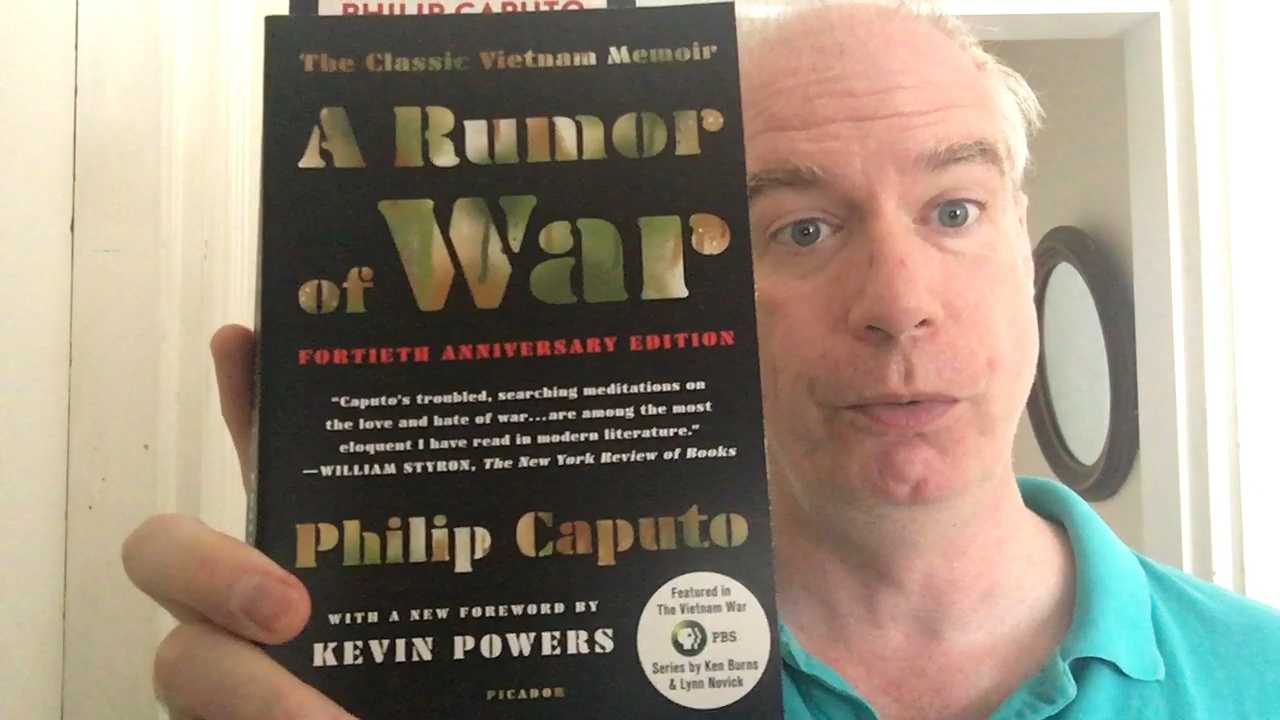 PHILIP CAPUTO
The Classic Vietnam Memoir
A Rumor
of War
FORTIETH ANNIVERSARY EDITION
"Caputo's troubled, searching meditations on
the love and hate of war...are among the most
eloquent I have read in modern literature."
—WILLIAM STYRON, The New York Review of Books
Philip Caputo
WITH A NEW FOREWORD BY
KEVIN POWERS
Featured in
The Vietnam War
PBS
Series by Ken Burns
& Lynn Novick
PICADOR